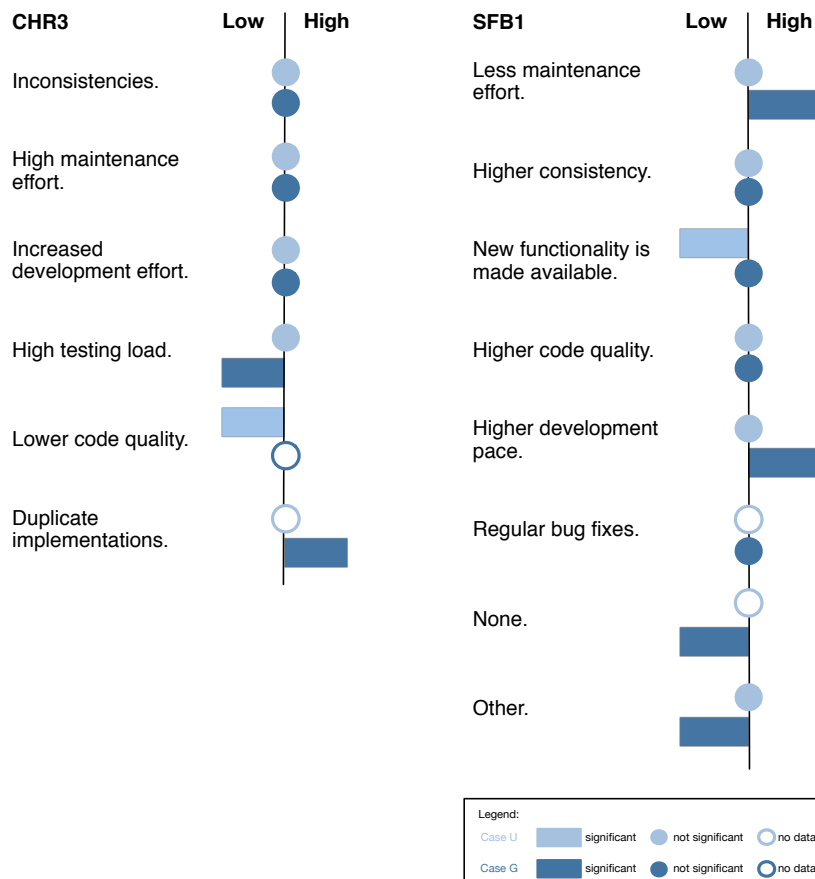 CHR3 Low High
Inconsistencies.
High maintenance
effort.
Increased
development effort.
High testing load.
Lower code quality.
Duplicate
implementations.
SFB1 Low High
Less maintenance
effort.
Higher consistency.
New functionality is
made available.
Higher code quality.
Higher development
pace.
Regular bug fixes.
None.
Other.
Legend:
Case U significant not significant no data
Case G significant not significant no data